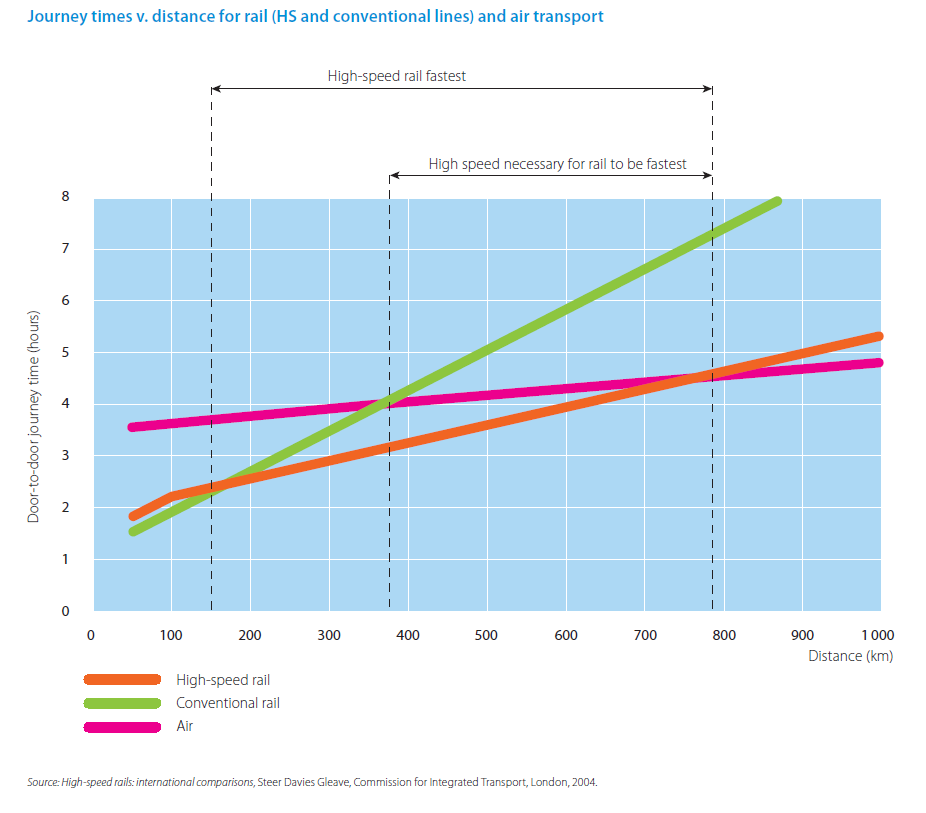 Journey times v. distance for rail (HS and conventional lines) and air transport
High-speed rail fastest
High speed necessary for rail to be fastest
8
7
6
5
4
3
2
1
0
Door-to-door journey time (hours)
0 100 200 300 400 500 600 700 800 900 1 000
Distance (km)
High-speed rail
Conventional rail
Air
Source: High-speed rails: international comparisons, Steer Davies Gleave, Commission for Integrated Transport, London, 2004.